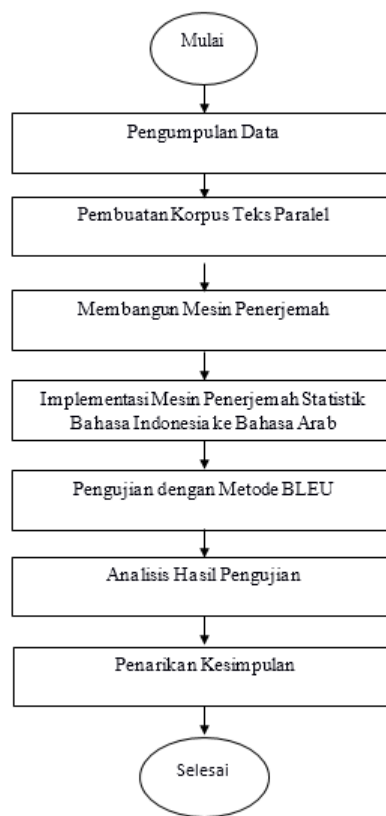 Mulai
Pengumpulan Data
Pembuatan Korpus Teks Paralel
Membangun Mesin Penerjemah
Implementasi Mesin Penerjemah Statistik
Bahasa Indonesia ke Bahasa Arab
Pengujian dengan Metode BLEU
Analisis Hasil Pengujian
Penarikan Kesimpulan
Selesai